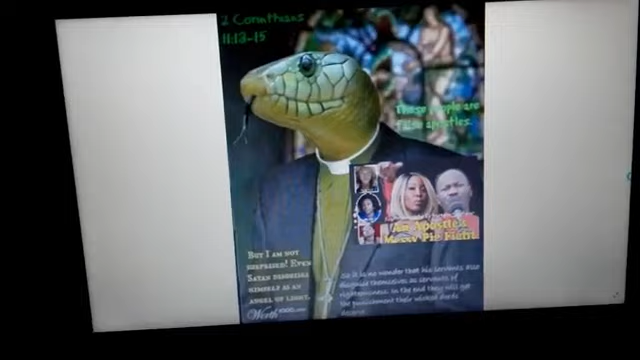 2 Corinthians
11:13-15
These people are
false apostles.
An Apostle's
Messy Pie Fight
But I am not
surprised! Even
Satan disguises
himself as an
angel of light.
Worth1000.com
So it is no wonder that his servants also
disguise themselves as servants of
righteousness. In the end they will get
the punishment their wicked deeds
deserve.